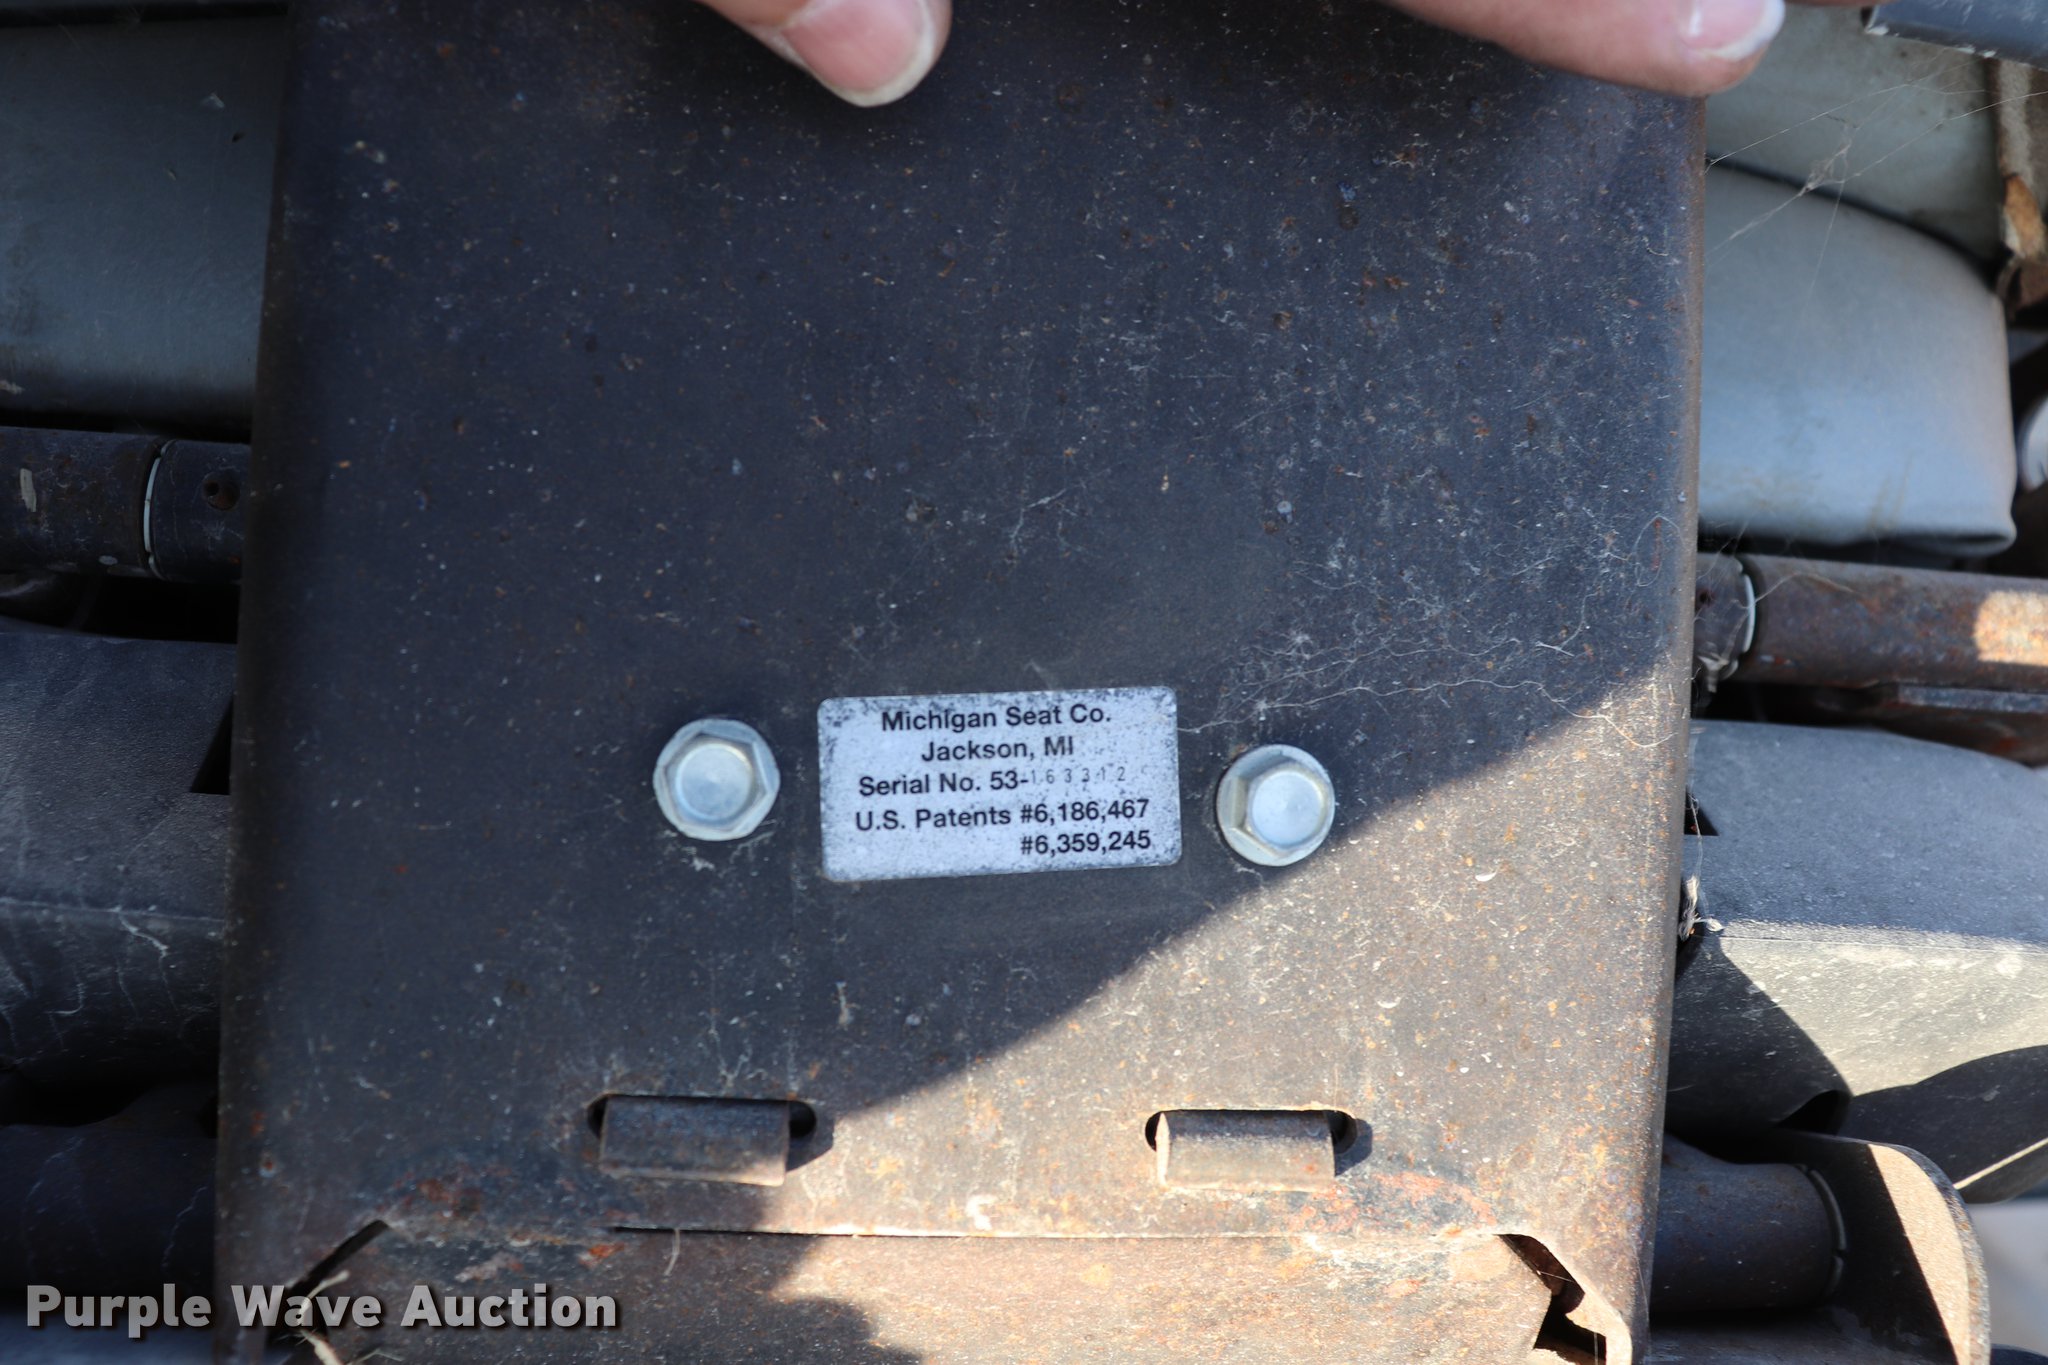 Michigan Seat Co.
Jackson, MI
Serial No. 53-163312
U.S. Patents #6,186,467
#6,359,245
Purple Wave Auction